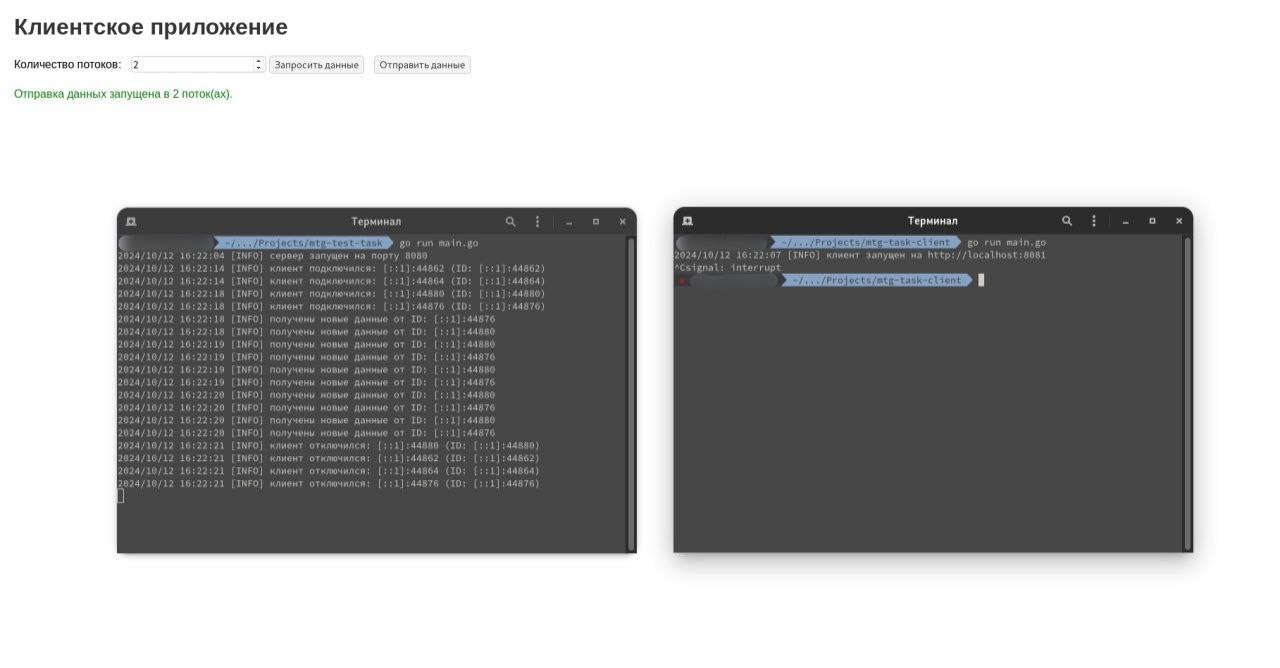 Клиентское приложение
Количество потоков: 2 Запросить данные Отправить данные
Отправка данных запущена в 2 поток(ах).
Терминал
~/.../Projects/mtg-test-task go run main.go
2024/10/12 16:22:04 [INFO] сервер запущен на порту 8080
2024/10/12 16:22:14 [INFO] клиент подключился: [::1]:44862 (ID: [::1]:44862)
2024/10/12 16:22:14 [INFO] клиент подключился: [::1]:44864 (ID: [::1]:44864)
2024/10/12 16:22:18 [INFO] клиент подключился: [::1]:44880 (ID: [::1]:44880)
2024/10/12 16:22:18 [INFO] клиент подключился: [::1]:44876 (ID: [::1]:44876)
2024/10/12 16:22:18 [INFO] получены новые данные от ID: [::1]:44876
2024/10/12 16:22:18 [INFO] получены новые данные от ID: [::1]:44880
2024/10/12 16:22:19 [INFO] получены новые данные от ID: [::1]:44880
2024/10/12 16:22:19 [INFO] получены новые данные от ID: [::1]:44876
2024/10/12 16:22:19 [INFO] получены новые данные от ID: [::1]:44880
2024/10/12 16:22:19 [INFO] получены новые данные от ID: [::1]:44876
2024/10/12 16:22:20 [INFO] получены новые данные от ID: [::1]:44880
2024/10/12 16:22:20 [INFO] получены новые данные от ID: [::1]:44876
2024/10/12 16:22:20 [INFO] получены новые данные от ID: [::1]:44880
2024/10/12 16:22:20 [INFO] получены новые данные от ID: [::1]:44876
2024/10/12 16:22:21 [INFO] клиент отключился: [::1]:44880 (ID: [::1]:44880)
2024/10/12 16:22:21 [INFO] клиент отключился: [::1]:44862 (ID: [::1]:44862)
2024/10/12 16:22:21 [INFO] клиент отключился: [::1]:44864 (ID: [::1]:44864)
2024/10/12 16:22:21 [INFO] клиент отключился: [::1]:44876 (ID: [::1]:44876)
Терминал
~/.../Projects/mtg-task-client go run main.go
2024/10/12 16:22:07 [INFO] клиент запущен на http://localhost:8081
^Csignal: interrupt
~/.../Projects/mtg-task-client